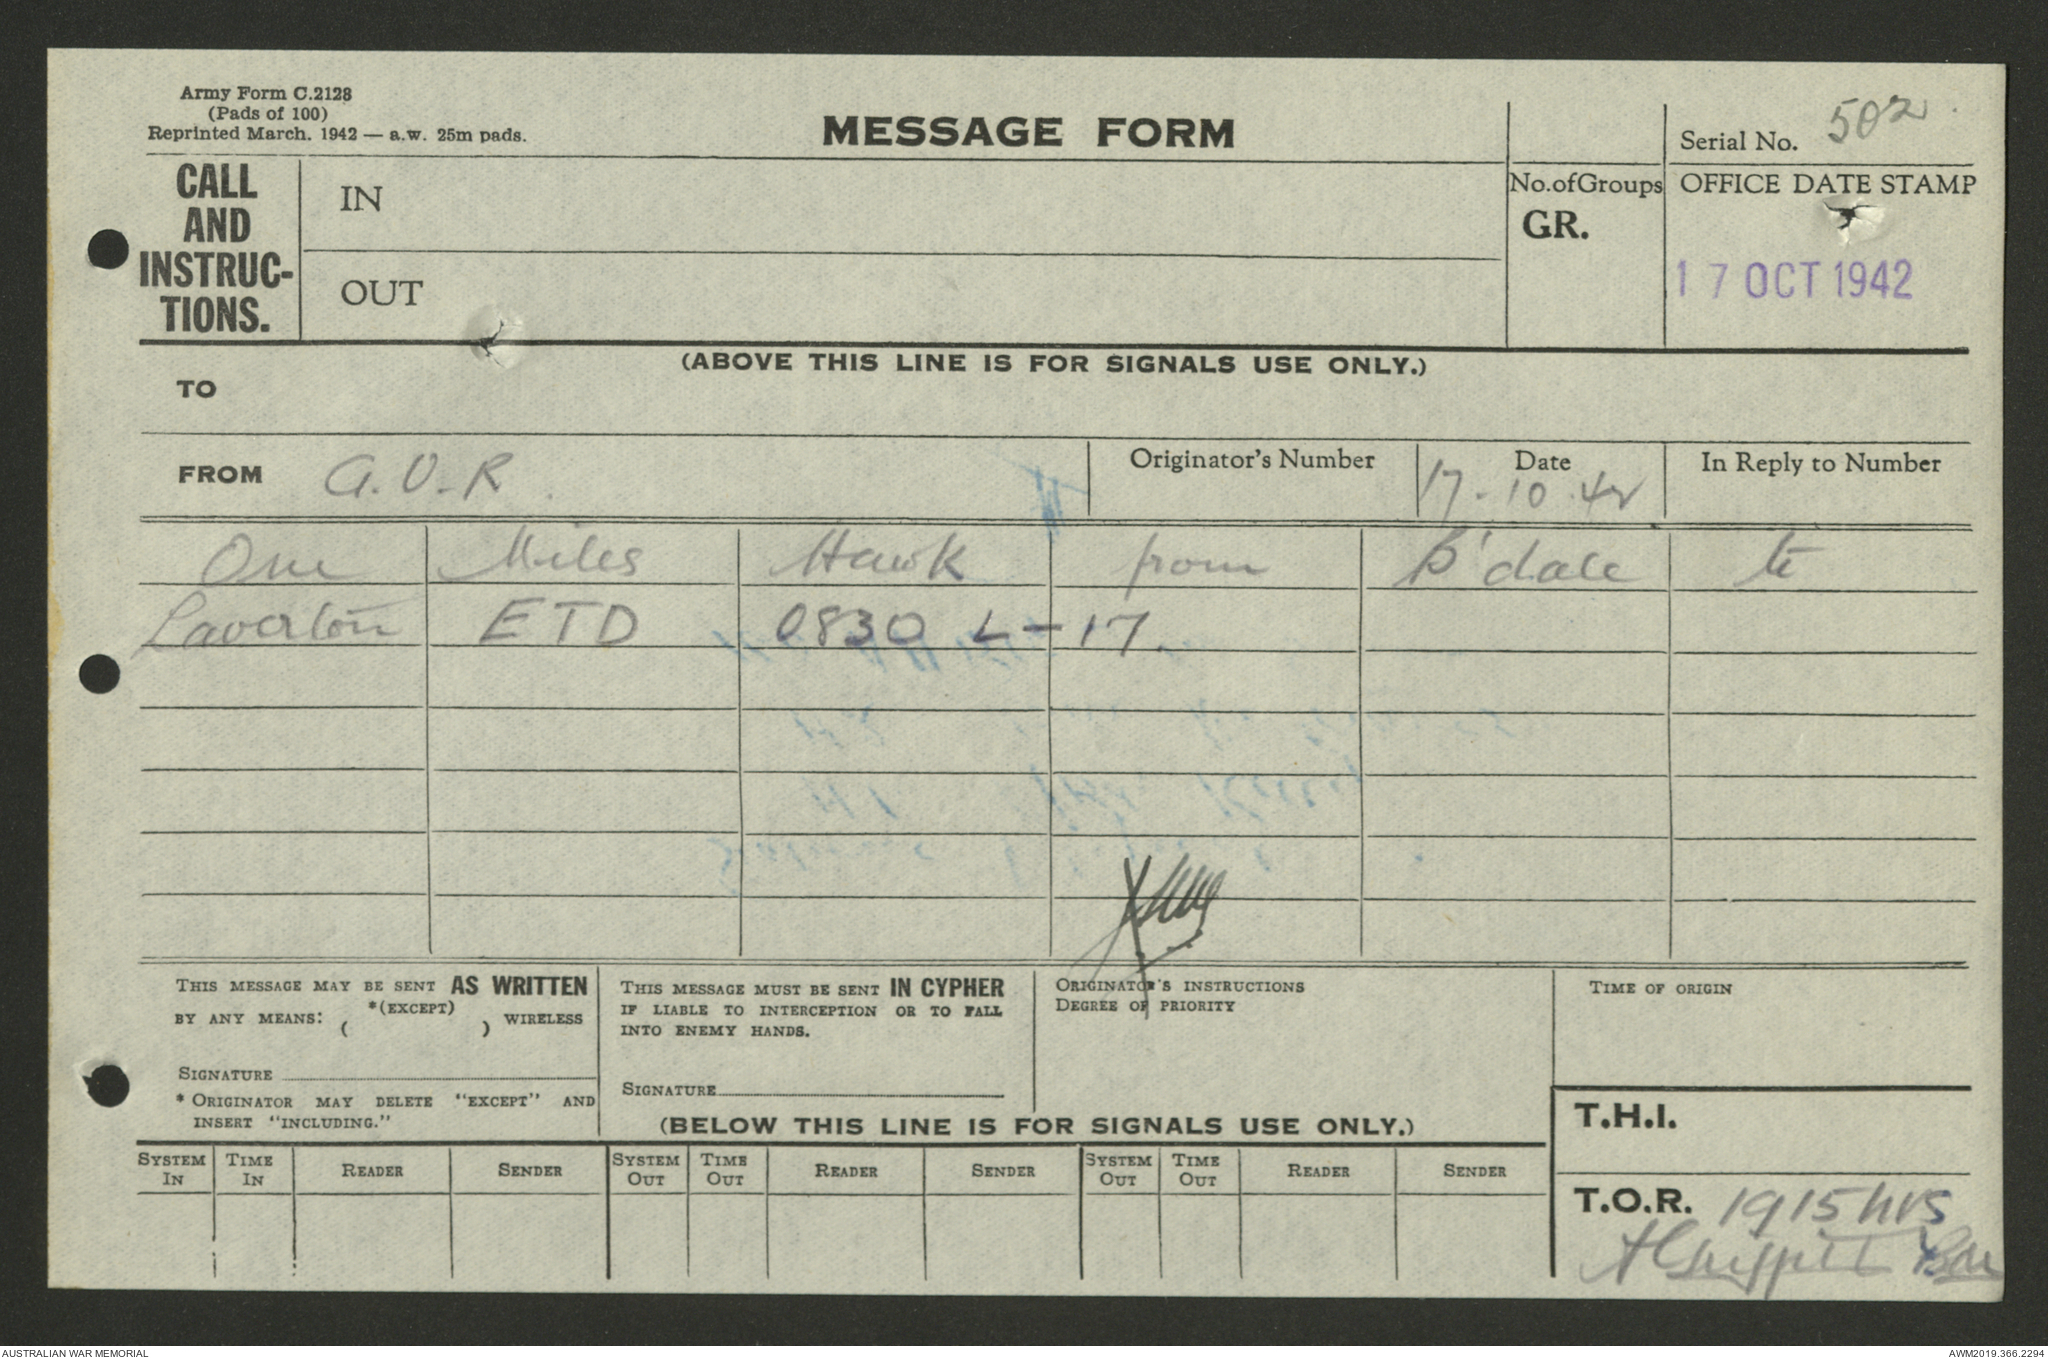 Army Form C.2128
(Pads of 100)
Reprinted March. 1942 — a.w. 25m pads.
MESSAGE FORM
Serial No. 502
CALL
AND
INSTRUC-
TIONS.
IN
OUT
No. of Groups
GR.
OFFICE DATE STAMP
17 OCT 1942
(ABOVE THIS LINE IS FOR SIGNALS USE ONLY.)
TO
FROM G.O.R.
Originator's Number
Date
17.10.42
In Reply to Number
One Miles Hawk from B'dale to
Laverton ETD 0830 L-17.
THIS MESSAGE MAY BE SENT AS WRITTEN
BY ANY MEANS: *(EXCEPT) ( ) WIRELESS
SIGNATURE
* ORIGINATOR MAY DELETE "EXCEPT" AND
INSERT "INCLUDING."
THIS MESSAGE MUST BE SENT IN CYPHER
IF LIABLE TO INTERCEPTION OR TO FALL
INTO ENEMY HANDS.
SIGNATURE
ORIGINATOR'S INSTRUCTIONS
DEGREE OF PRIORITY
TIME OF ORIGIN
(BELOW THIS LINE IS FOR SIGNALS USE ONLY.)
T.H.I.
SYSTEM IN TIME IN READER SENDER SYSTEM OUT TIME OUT READER SENDER SYSTEM OUT TIME OUT READER SENDER
T.O.R. 1915 hrs
Bdr
AUSTRALIAN WAR MEMORIAL
AWM2019.366.2294